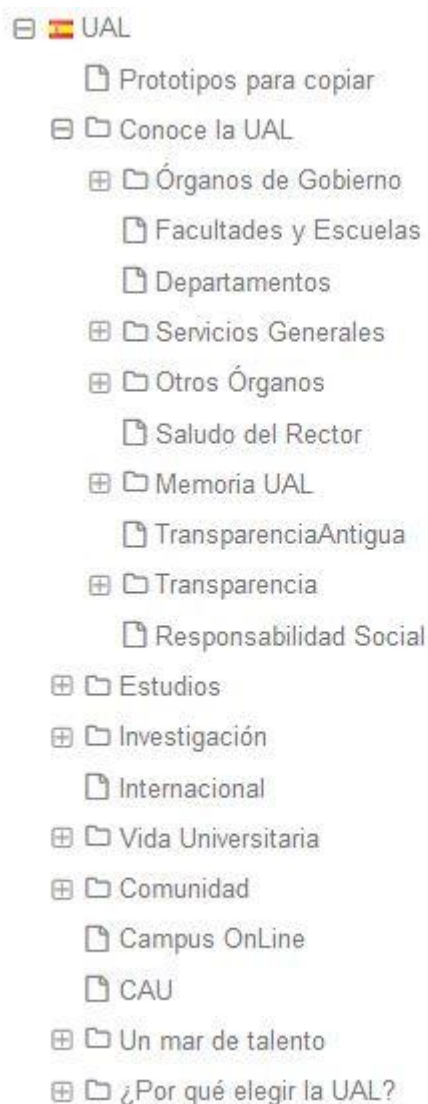 UAL
Prototipos para copiar
Conoce la UAL
Órganos de Gobierno
Facultades y Escuelas
Departamentos
Servicios Generales
Otros Órganos
Saludo del Rector
Memoria UAL
TransparenciaAntigua
Transparencia
Responsabilidad Social
Estudios
Investigación
Internacional
Vida Universitaria
Comunidad
Campus OnLine
CAU
Un mar de talento
¿Por qué elegir la UAL?